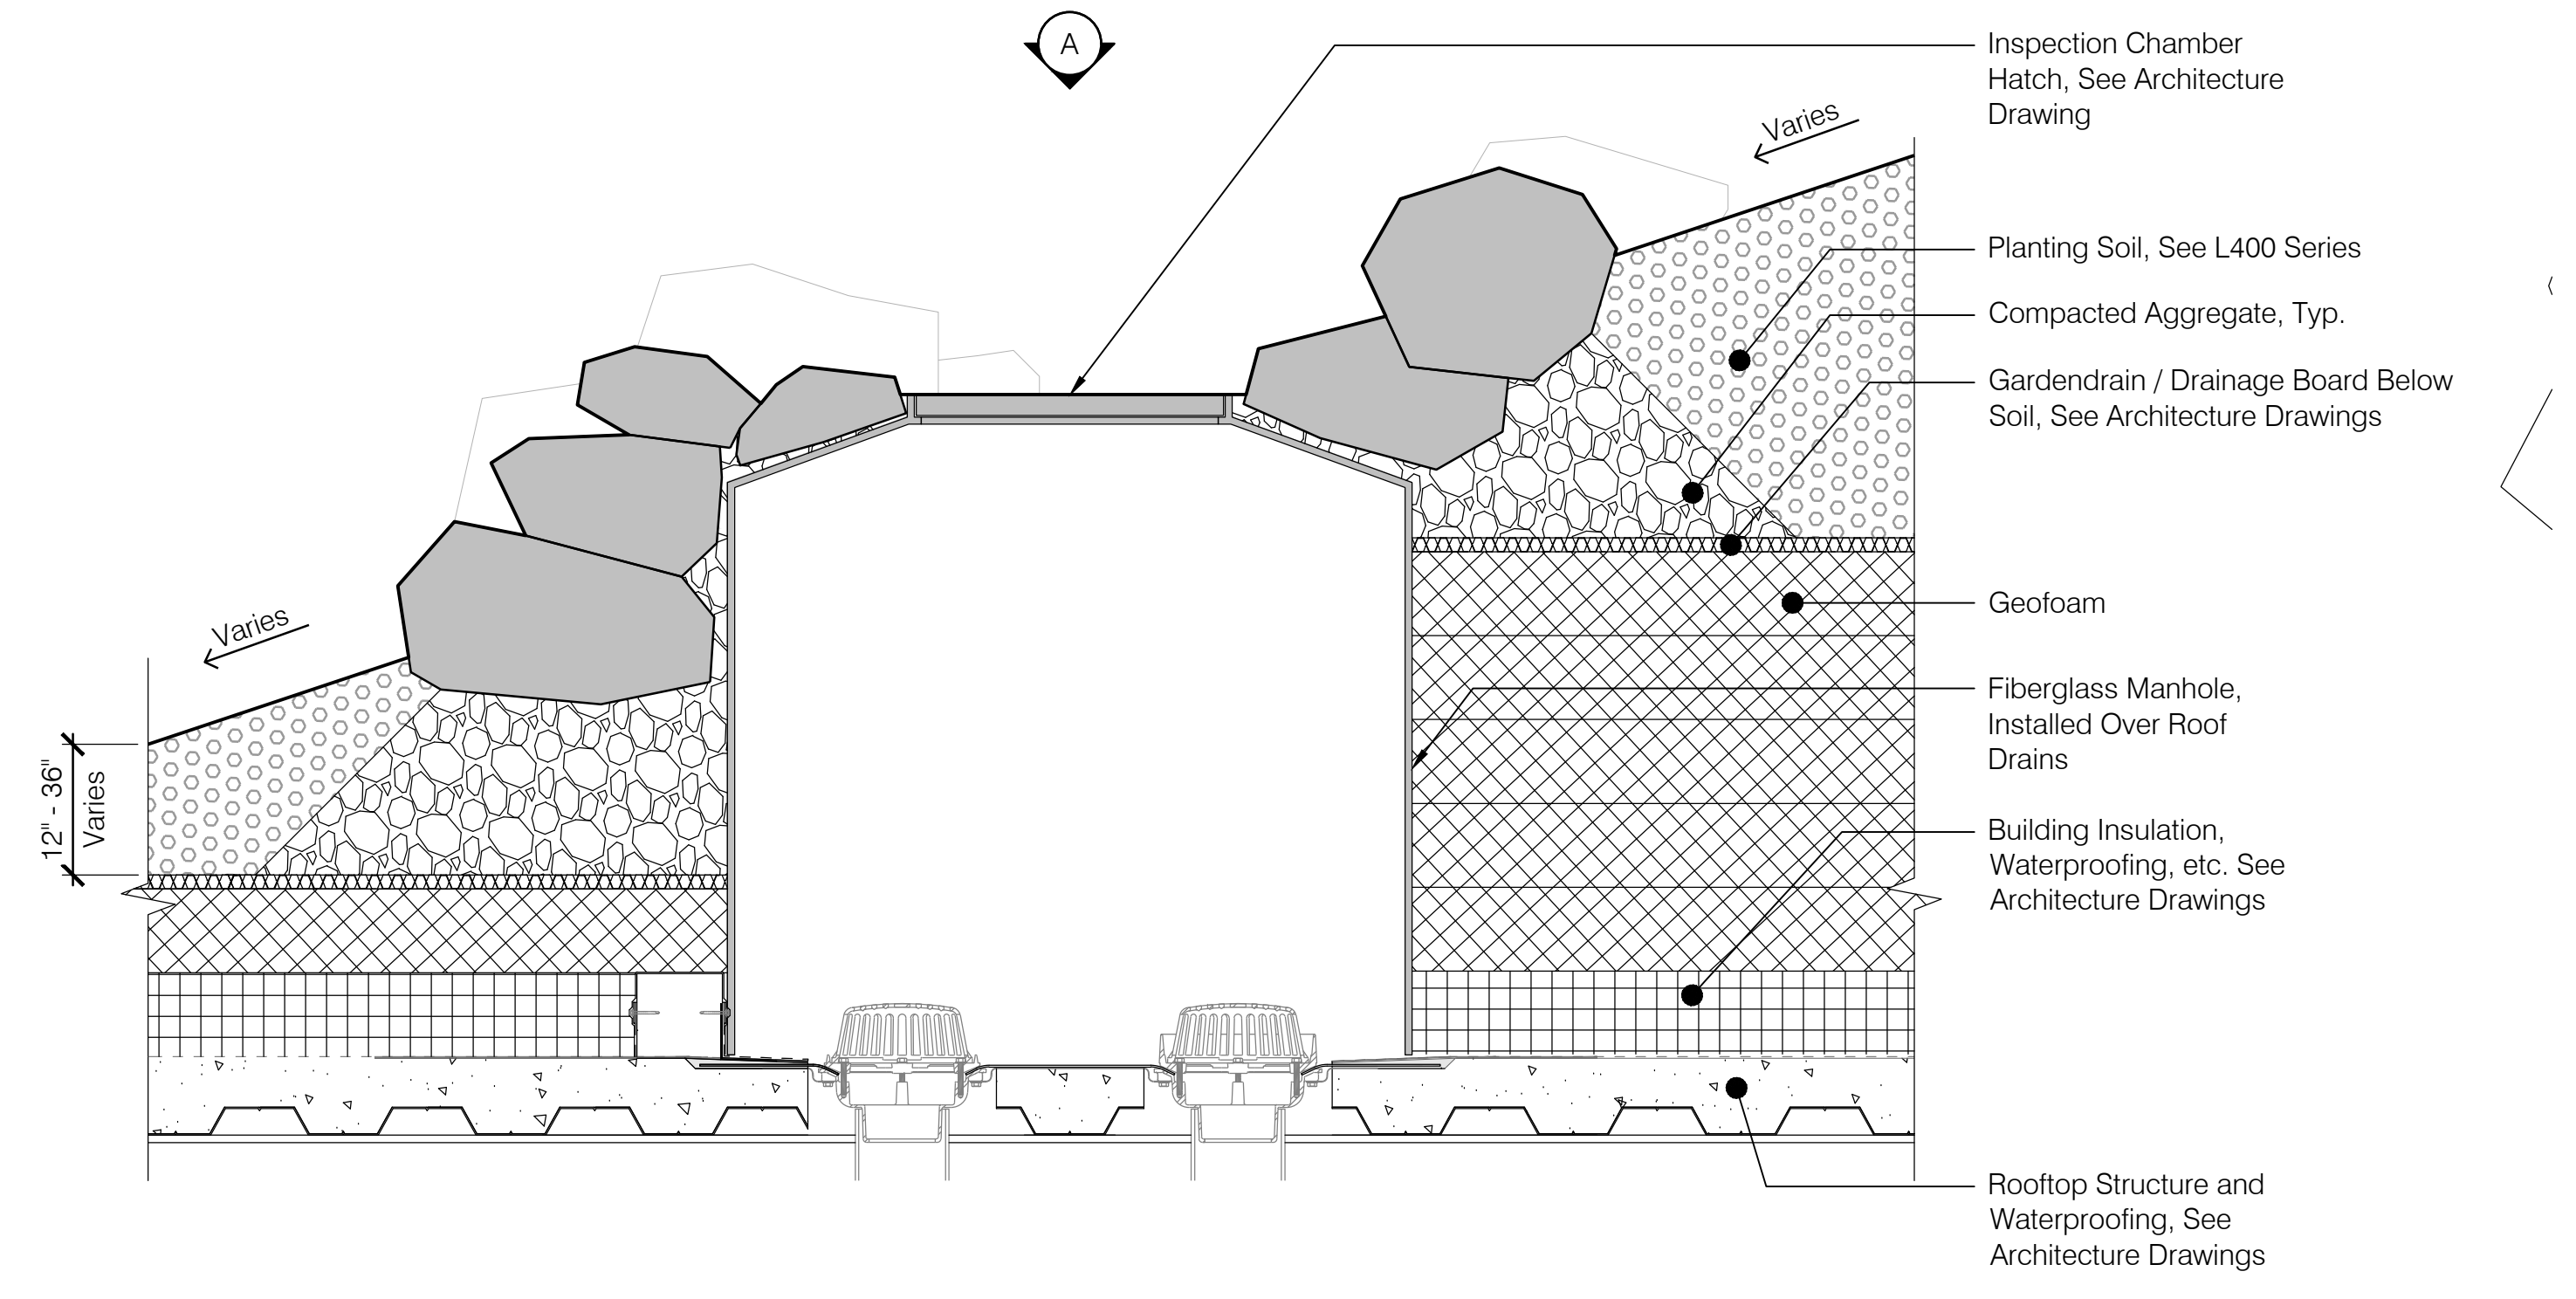 A
Inspection Chamber
Hatch, See Architecture
Drawing
Varies
Planting Soil, See L400 Series
Compacted Aggregate, Typ.
Gardendrain / Drainage Board Below
Soil, See Architecture Drawings
Geofoam
Varies
Fiberglass Manhole,
Installed Over Roof
Drains
12" - 36"
Varies
Building Insulation,
Waterproofing, etc. See
Architecture Drawings
Rooftop Structure and
Waterproofing, See
Architecture Drawings